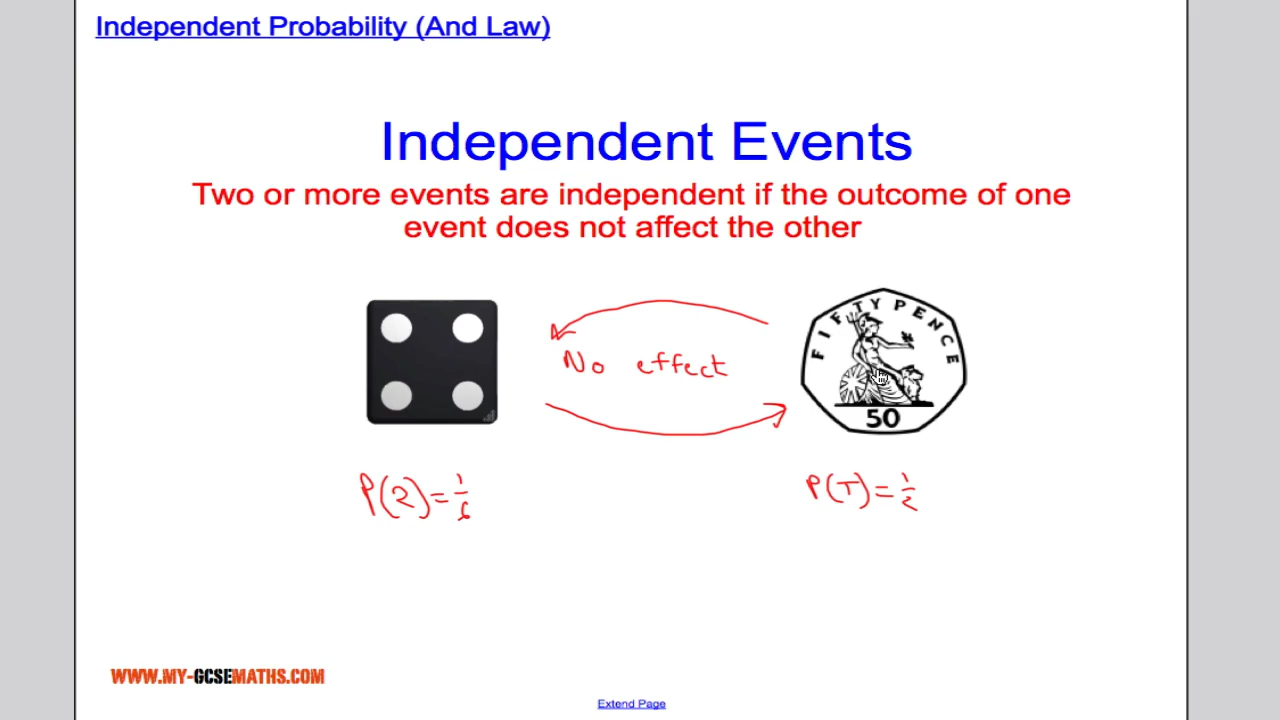 Independent Probability (And Law)
Independent Events
Two or more events are independent if the outcome of one
event does not affect the other
FIFTY PENCE
50
No effect
P(2)=1/6
P(T)=1/2
WWW.MY-GCSEMATHS.COM
Extend Page